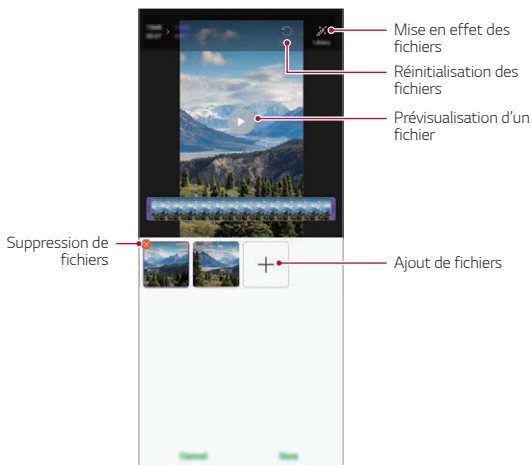 Mise en effet des
fichiers
Réinitialisation des
fichiers
Prévisualisation d'un
fichier
Suppression de
fichiers
Ajout de fichiers
Cancel
Save